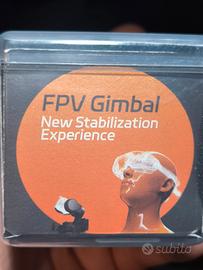 FPV Gimbal
New Stabilization
Experience
subito